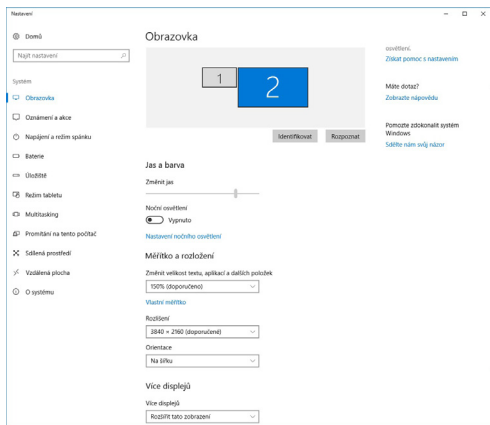 Nastavení
Domů
Najít nastavení
Systém
Obrazovka
Oznámení a akce
Napájení a režim spánku
Baterie
Úložiště
Režim tabletu
Multitasking
Promítání na tento počítač
Sdílená prostředí
Vzdálená plocha
O systému
Obrazovka
1
2
Identifikovat
Rozpoznat
Jas a barva
Změnit jas
Noční osvětlení
Vypnuto
Nastavení nočního osvětlení
Měřítko a rozložení
Změnit velikost textu, aplikací a dalších položek
150% (doporučeno)
Vlastní měřítko
Rozlišení
3840 × 2160 (doporučené)
Orientace
Na šířku
Více displejů
Více displejů
Rozšířit tato zobrazení
osvětlení.
Získat pomoc s nastavením
Máte dotaz?
Zobrazte nápovědu
Pomozte zdokonalit systém
Windows
Sdělte nám svůj názor